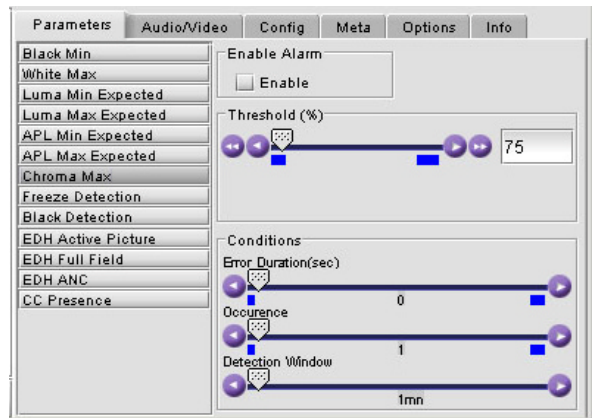 Parameters Audio/Video Config Meta Options Info
Black Min
White Max
Luma Min Expected
Luma Max Expected
APL Min Expected
APL Max Expected
Chroma Max
Freeze Detection
Black Detection
EDH Active Picture
EDH Full Field
EDH ANC
CC Presence
Enable Alarm
Enable
Threshold (%)
75
Conditions
Error Duration(sec)
0
Occurence
1
Detection Window
1mn